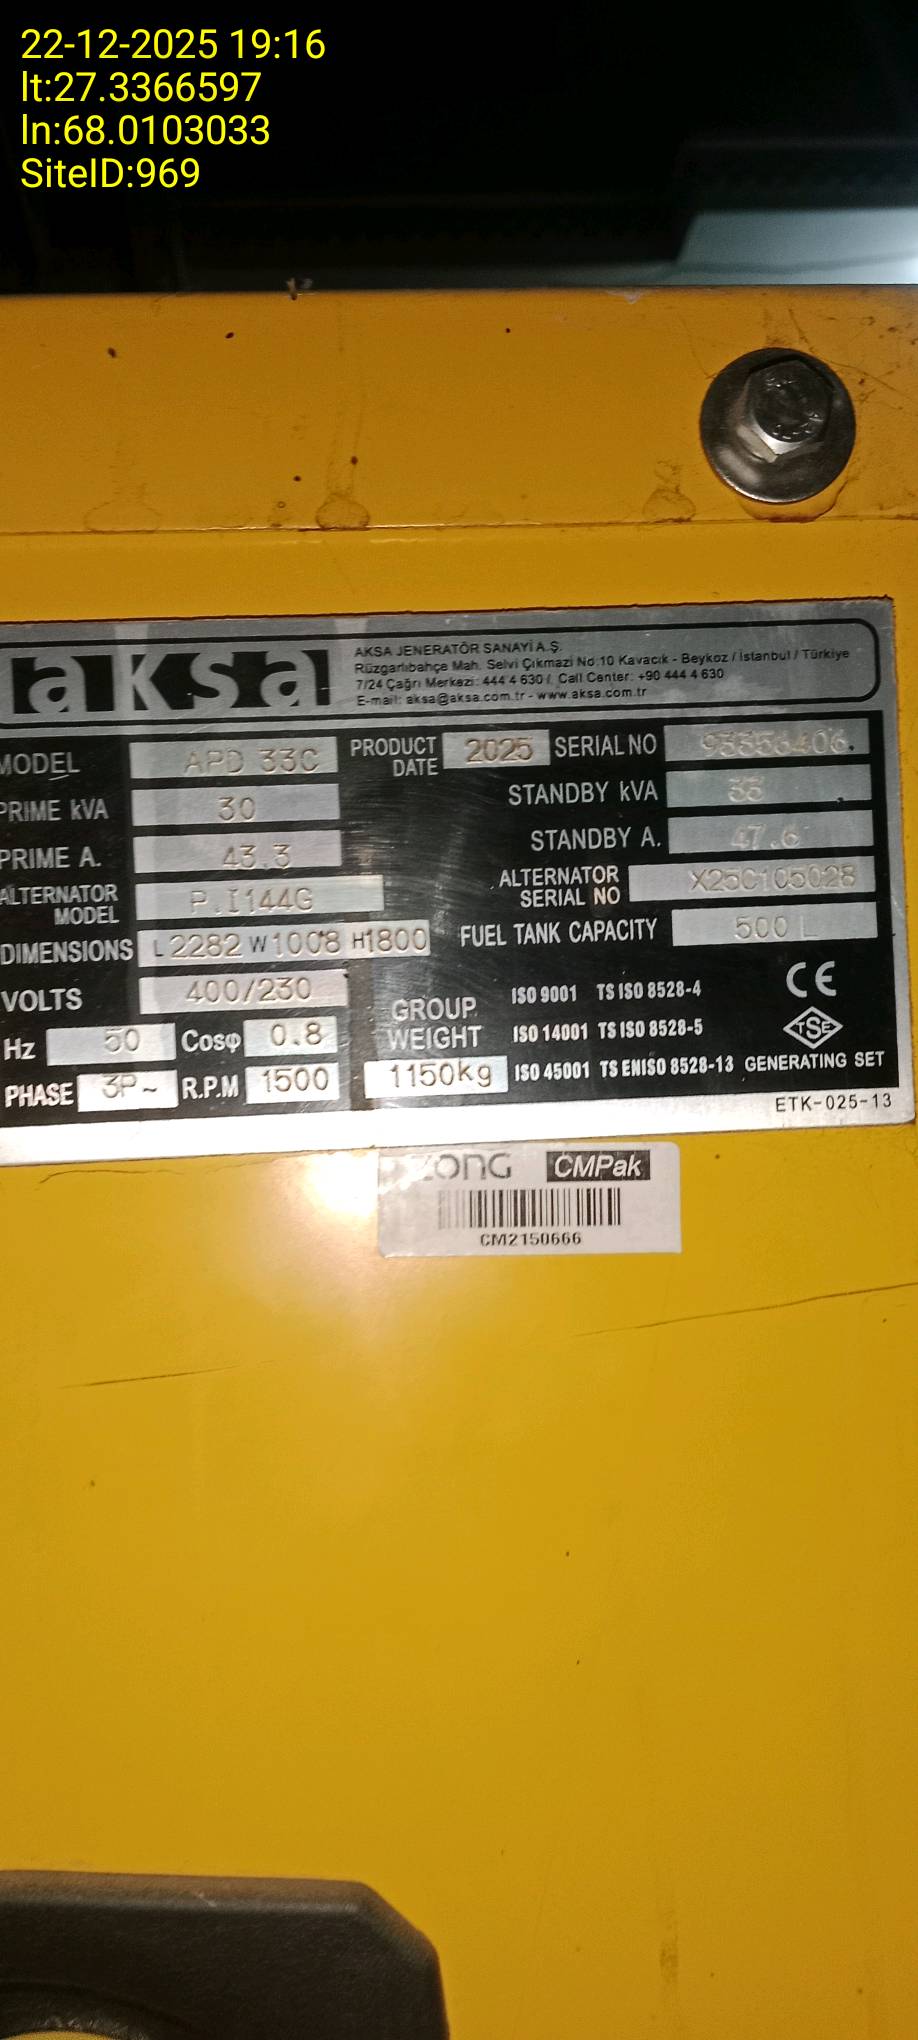 22-12-2025 19:16
lt:27.3366597
ln:68.0103033
SiteID:969
aksa
AKSA JENERATÖR SANAYİ A.Ş.
Rüzgarlıbahçe Mah. Selvi Çıkmazi No:10 Kavacık - Beykoz / İstanbul / Türkiye
7/24 Çağrı Merkezi: 444 4 630 / Call Center: +90 444 4 630
E-mail: aksa@aksa.com.tr - www.aksa.com.tr
MODEL APD 33C PRODUCT DATE 2025 SERIAL NO
PRIME kVA 30 STANDBY kVA 33
PRIME A. 43.3 STANDBY A. 47.6
ALTERNATOR MODEL P.I144G ALTERNATOR SERIAL NO X25C105028
DIMENSIONS L 2282 W 1008 H1800 FUEL TANK CAPACITY 500 L
VOLTS 400/230 GROUP WEIGHT 1150kg
Hz 50 Cosφ 0.8
PHASE 3P~ R.P.M 1500
ISO 9001 TS ISO 8528-4 CE
ISO 14001 TS ISO 8528-5 TSE
ISO 45001 TS EN ISO 8528-13 GENERATING SET
ETK-025-13
zong CMPak
CM2150666